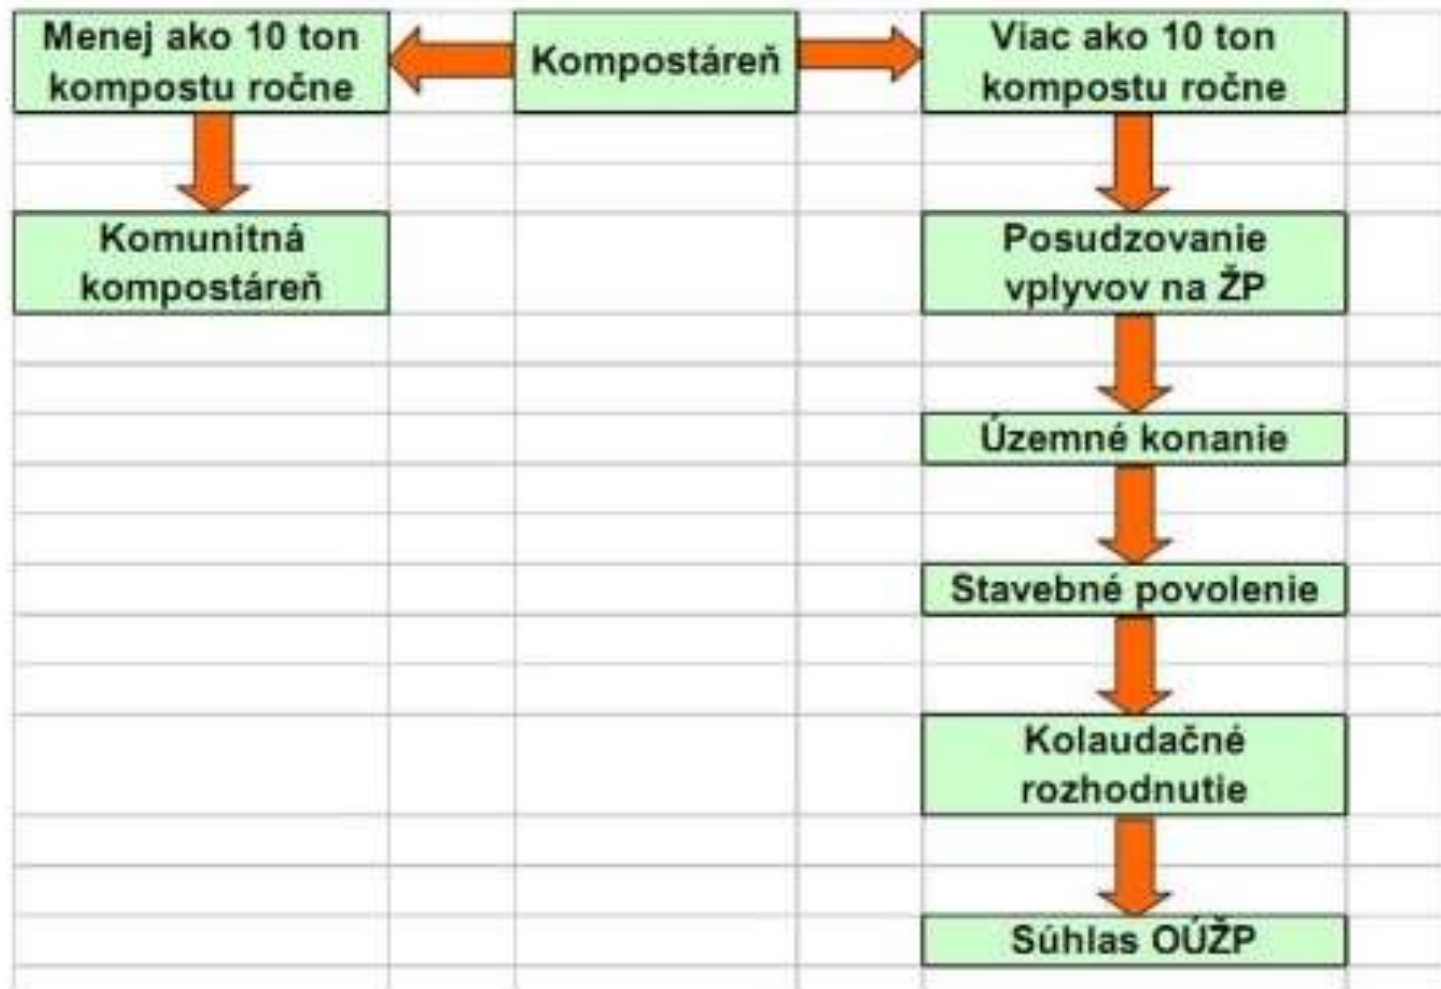 Menej ako 10 ton
kompostu ročne
Kompostáreň
Viac ako 10 ton
kompostu ročne
Komunitná
kompostáreň
Posudzovanie
vplyvov na ŽP
Územné konanie
Stavebné povolenie
Kolaudačné
rozhodnutie
Súhlas OÚŽP